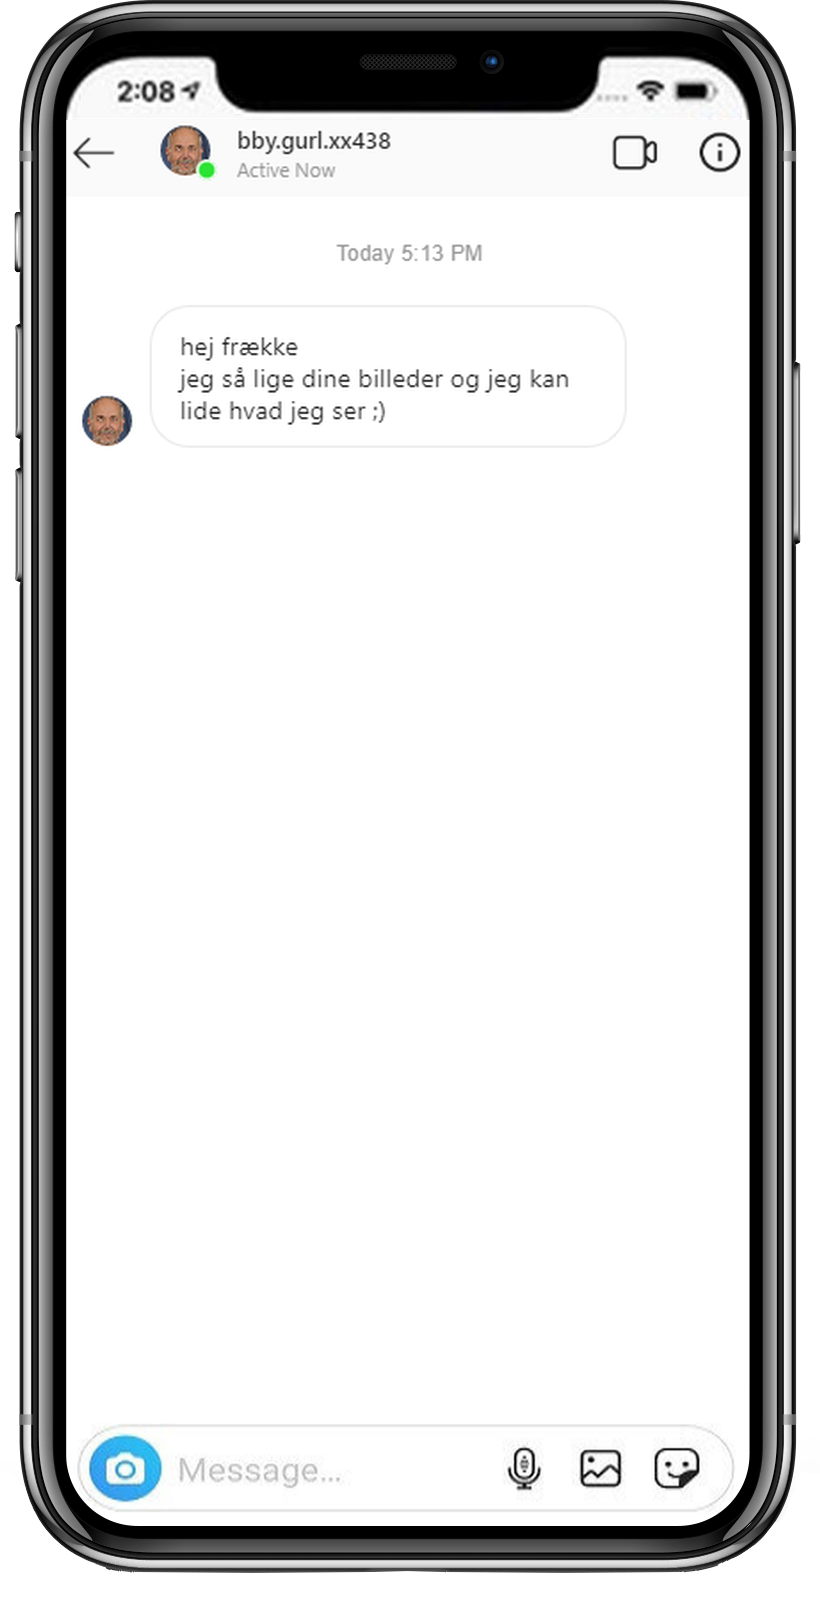 2:08
bby.gurl.xx438
Active Now
Today 5:13 PM
hej frække
jeg så lige dine billeder og jeg kan
lide hvad jeg ser ;)
Message...